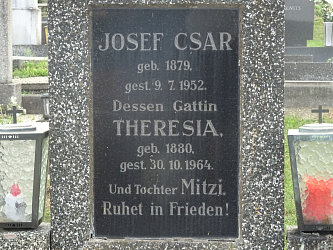 JOSEF CSAR
geb. 1879,
gest. 9. 7. 1952.
Dessen Gattin
THERESIA,
geb. 1880,
gest. 30. 10. 1964.
Und Tochter Mitzi.
Ruhet in Frieden!